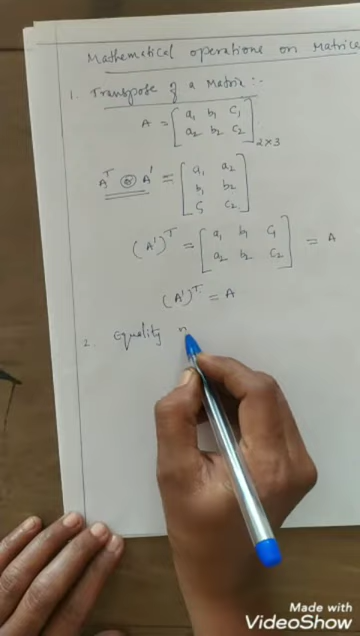 Mathematical operations on Matrices
1. Transpose of a Matrix :-
A = [ a₁ b₁ c₁
a₂ b₂ c₂ ] 2×3
Aᵀ or A' = [ a₁ a₂
b₁ b₂
c₁ c₂ ]
(A')ᵀ = [ a₁ b₁ c₁
a₂ b₂ c₂ ] = A
(A')ᵀ = A
2. Equality
Made with
VideoShow